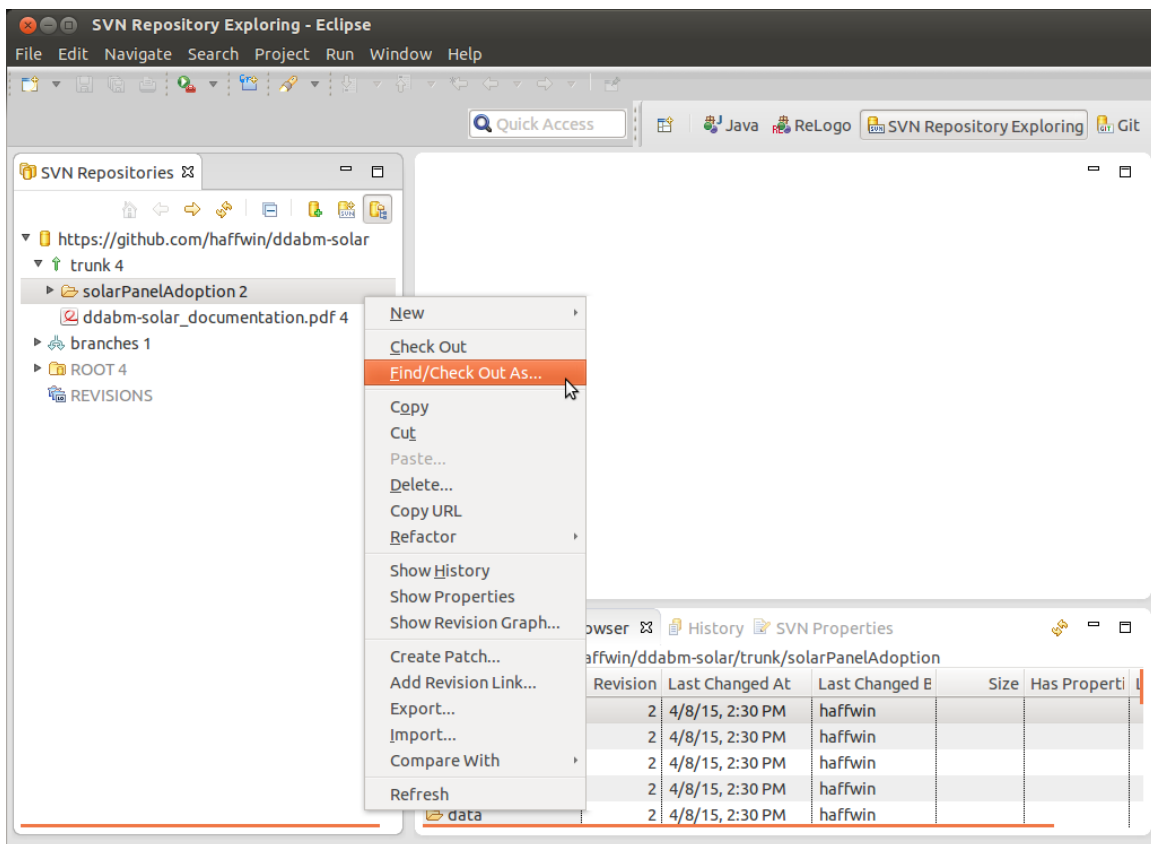 SVN Repository Exploring - Eclipse
File Edit Navigate Search Project Run Window Help
Quick Access Java ReLogo SVN Repository Exploring Git
SVN Repositories
https://github.com/haffwin/ddabm-solar
trunk 4
solarPanelAdoption 2
ddabm-solar_documentation.pdf 4
branches 1
ROOT 4
REVISIONS
New
Check Out
Find/Check Out As...
Copy
Cut
Paste...
Delete...
Copy URL
Refactor
Show History
Show Properties
Show Revision Graph...
Create Patch...
Add Revision Link...
Export...
Import...
Compare With
Refresh
owser History SVN Properties
affwin/ddabm-solar/trunk/solarPanelAdoption
Revision Last Changed At Last Changed B Size Has Properti L
2 4/8/15, 2:30 PM haffwin
2 4/8/15, 2:30 PM haffwin
2 4/8/15, 2:30 PM haffwin
2 4/8/15, 2:30 PM haffwin
data 2 4/8/15, 2:30 PM haffwin